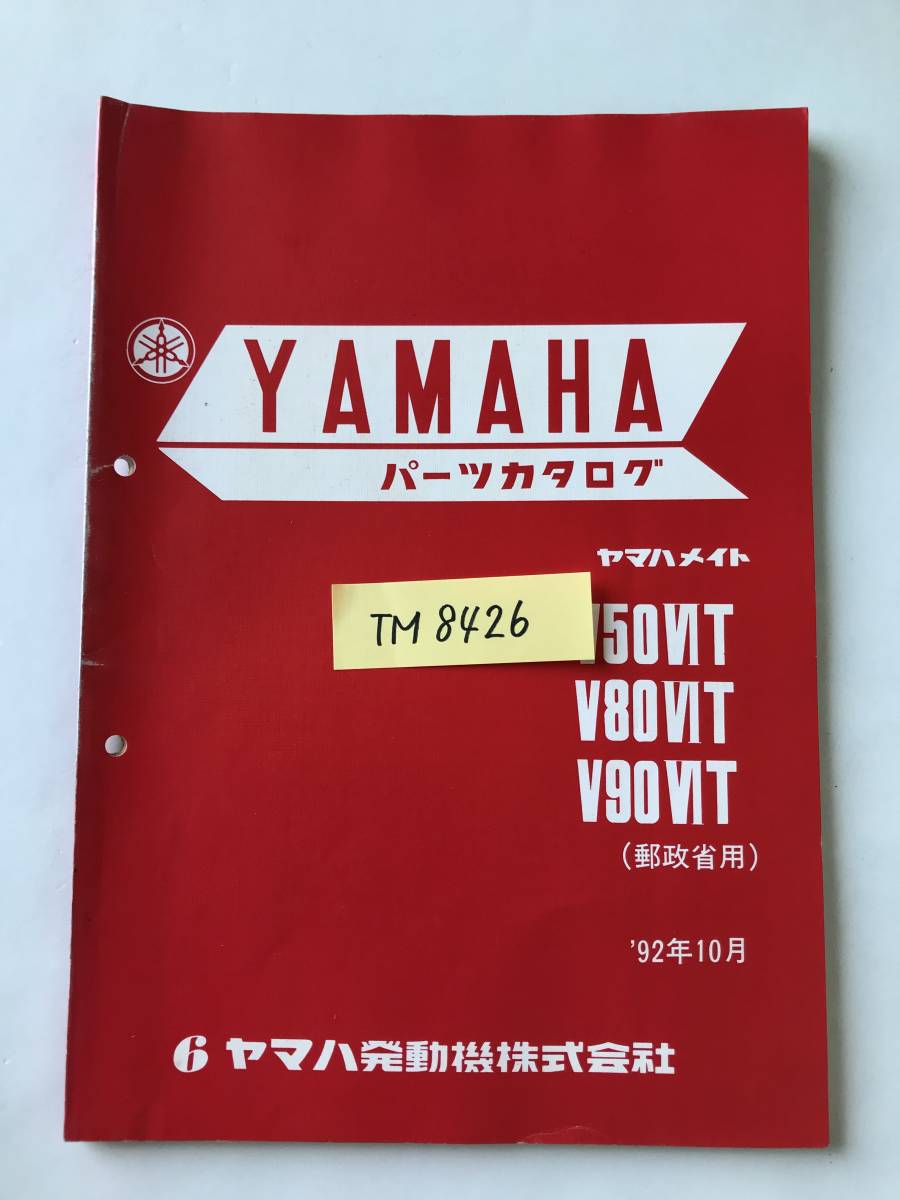 YAMAHA
パーツカタログ
ヤマハメイト
TM 8426
V50VIT
V80VIT
V90VIT
(郵政省用)
'92年10月
6 ヤマハ発動機株式会社